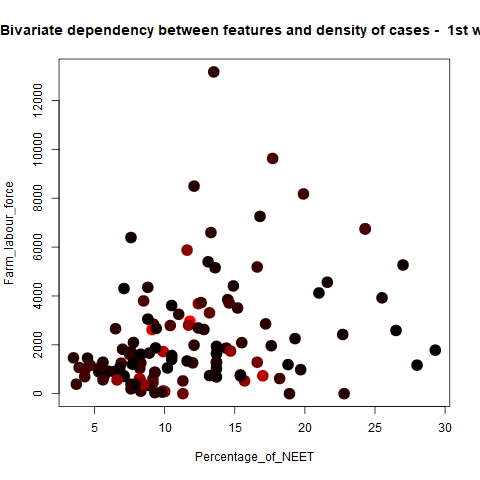 Bivariate dependency between features and density of cases - 1st w
Farm_labour_force
12000
10000
8000
6000
4000
2000
0
5 10 15 20 25 30
Percentage_of_NEET